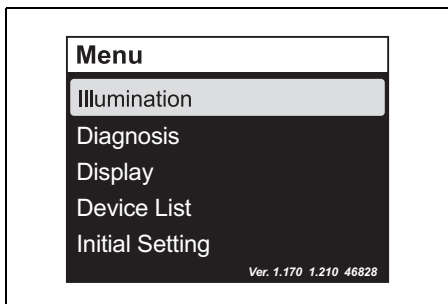 Menu
Illumination
Diagnosis
Display
Device List
Initial Setting
Ver. 1.170 1.210 46828